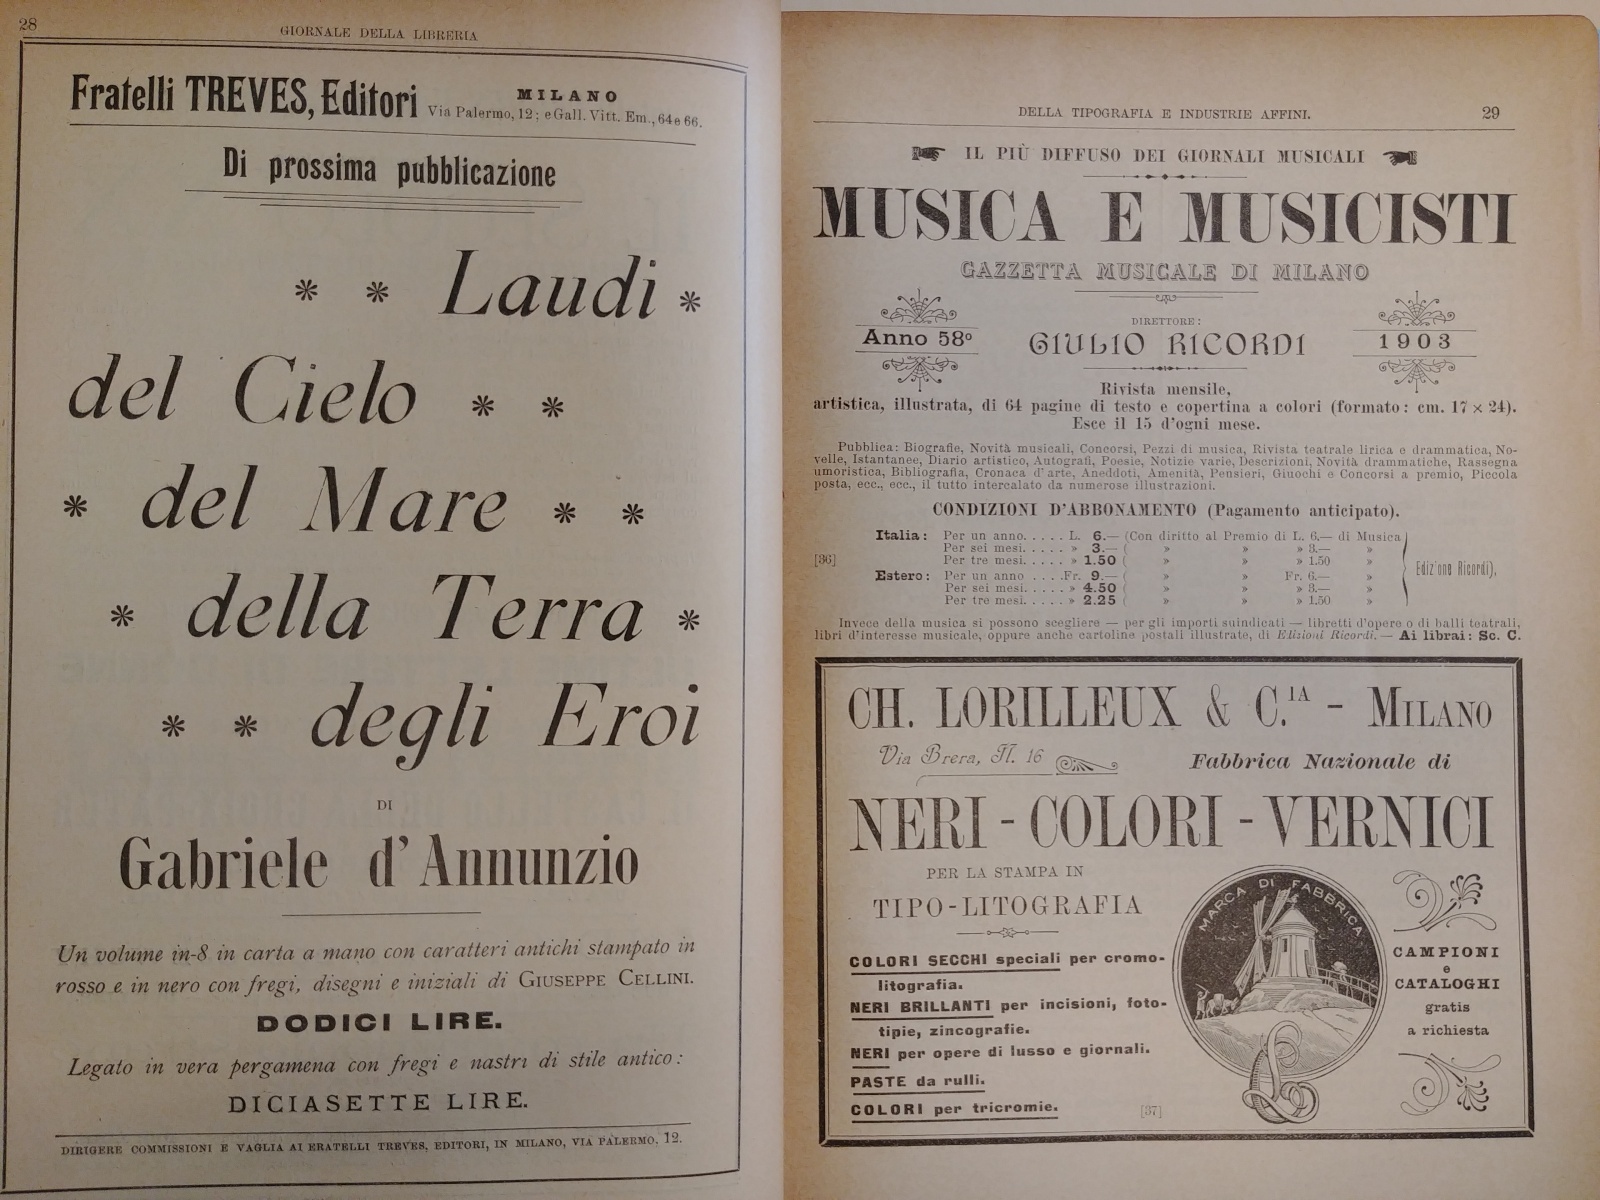 28
GIORNALE DELLA LIBRERIA
Fratelli TREVES, Editori
MILANO
Via Palermo, 12; e Gall. Vitt. Em., 64 e 66.
Di prossima pubblicazione
* * Laudi *
del Cielo * *
* del Mare * *
* della Terra *
* * degli Eroi
DI
Gabriele d'Annunzio
Un volume in-8 in carta a mano con caratteri antichi stampato in
rosso e in nero con fregi, disegni e iniziali di GIUSEPPE CELLINI.
DODICI LIRE.
Legato in vera pergamena con fregi e nastri di stile antico:
DICIASETTE LIRE.
DIRIGERE COMMISSIONI E VAGLIA AI FRATELLI TREVES, EDITORI, IN MILANO, VIA PALERMO, 12.
DELLA TIPOGRAFIA E INDUSTRIE AFFINI.
29
IL PIÙ DIFFUSO DEI GIORNALI MUSICALI
MUSICA E MUSICISTI
GAZZETTA MUSICALE DI MILANO
Anno 58º
DIRETTORE:
GIULIO RICORDI
1903
Rivista mensile,
artistica, illustrata, di 64 pagine di testo e copertina a colori (formato: cm. 17 × 24).
Esce il 15 d'ogni mese.
Pubblica: Biografie, Novità musicali, Concorsi, Pezzi di musica, Rivista teatrale lirica e drammatica, No-
velle, Istantanee, Diario artistico, Autografi, Poesie, Notizie varie, Descrizioni, Novità drammatiche, Rassegna
umoristica, Bibliografia, Cronaca d'arte, Aneddoti, Amenità, Pensieri, Giuochi e Concorsi a premio, Piccola
posta, ecc., ecc., il tutto intercalato da numerose illustrazioni.
CONDIZIONI D'ABBONAMENTO (Pagamento anticipato).
Italia: Per un anno. . . . . L. 6.— (Con diritto al Premio di L. 6.— di Musica
Per sei mesi. . . . . » 3.— ( » » » 3.— »
[36] Per tre mesi. . . . . » 1.50 ( » » » 1.50 »
Edizione Ricordi).
Estero: Per un anno . . . .Fr. 9.— ( » » Fr. 6.— »
Per sei mesi. . . . . » 4.50 ( » » » 3.— »
Per tre mesi. . . . . » 2.25 ( » » » 1.50 »
Invece della musica si possono scegliere — per gli importi suindicati — libretti d'opere o di balli teatrali,
libri d'interesse musicale, oppure anche cartoline postali illustrate, di Edizioni Ricordi. — Ai librai: Sc. C.
CH. LORILLEUX & C.IA - MILANO
Via Brera, N. 16
Fabbrica Nazionale di
NERI - COLORI - VERNICI
PER LA STAMPA IN
TIPO-LITOGRAFIA
COLORI SECCHI speciali per cromo-
litografia.
NERI BRILLANTI per incisioni, foto-
tipie, zincografie.
NERI per opere di lusso e giornali.
PASTE da rulli.
COLORI per tricromie.
[37]
MARCA DI FABBRICA
CAMPIONI
e
CATALOGHI
gratis
a richiesta